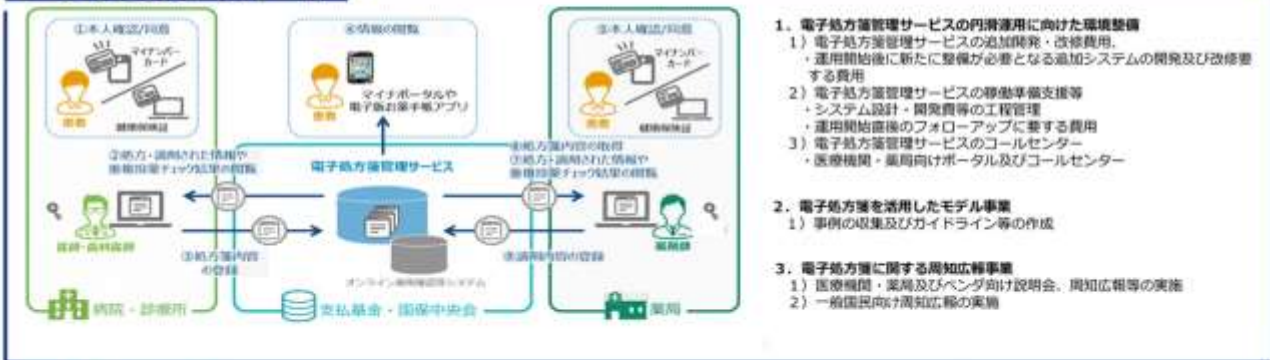 ①本人確認/同意
マイナンバー
カード
患者
健康保険証
④情報の閲覧
マイナポータルや
電子版お薬手帳アプリ
患者
⑤本人確認/同意
マイナンバー
カード
患者
健康保険証
②処方・調剤された情報や
重複投薬チェック結果の閲覧
電子処方箋管理サービス
⑥処方箋内容の取得
⑦処方・調剤された情報や
重複投薬チェック結果の閲覧
医師・歯科医師
薬剤師
③処方箋内容
の登録
⑧調剤内容の登録
オンライン資格確認等システム
病院・診療所
支払基金・国保中央会
薬局
1．電子処方箋管理サービスの円滑運用に向けた環境整備
1）電子処方箋管理サービスの追加開発・改修費用、
・運用開始後に新たに整備が必要となる追加システムの開発及び改修要
する費用
2）電子処方箋管理サービスの稼働準備支援等
・システム設計・開発費等の工程管理
・運用開始直後のフォローアップに要する費用
3）電子処方箋管理サービスのコールセンター
・医療機関・薬局向けポータル及びコールセンター
2．電子処方箋を活用したモデル事業
1）事例の収集及びガイドライン等の作成
3．電子処方箋に関する周知広報事業
1）医療機関・薬局及びベンダ向け説明会、周知広報等の実施
2）一般国民向け周知広報の実施